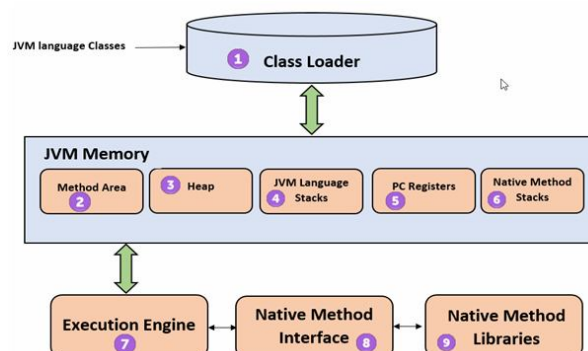 JVM language Classes
1 Class Loader
JVM Memory
Method Area
2
3 Heap
JVM Language
4 Stacks
PC Registers
5
Native Method
Stacks
6
Execution Engine
7
Native Method
Interface 8
Native Method
Libraries
9